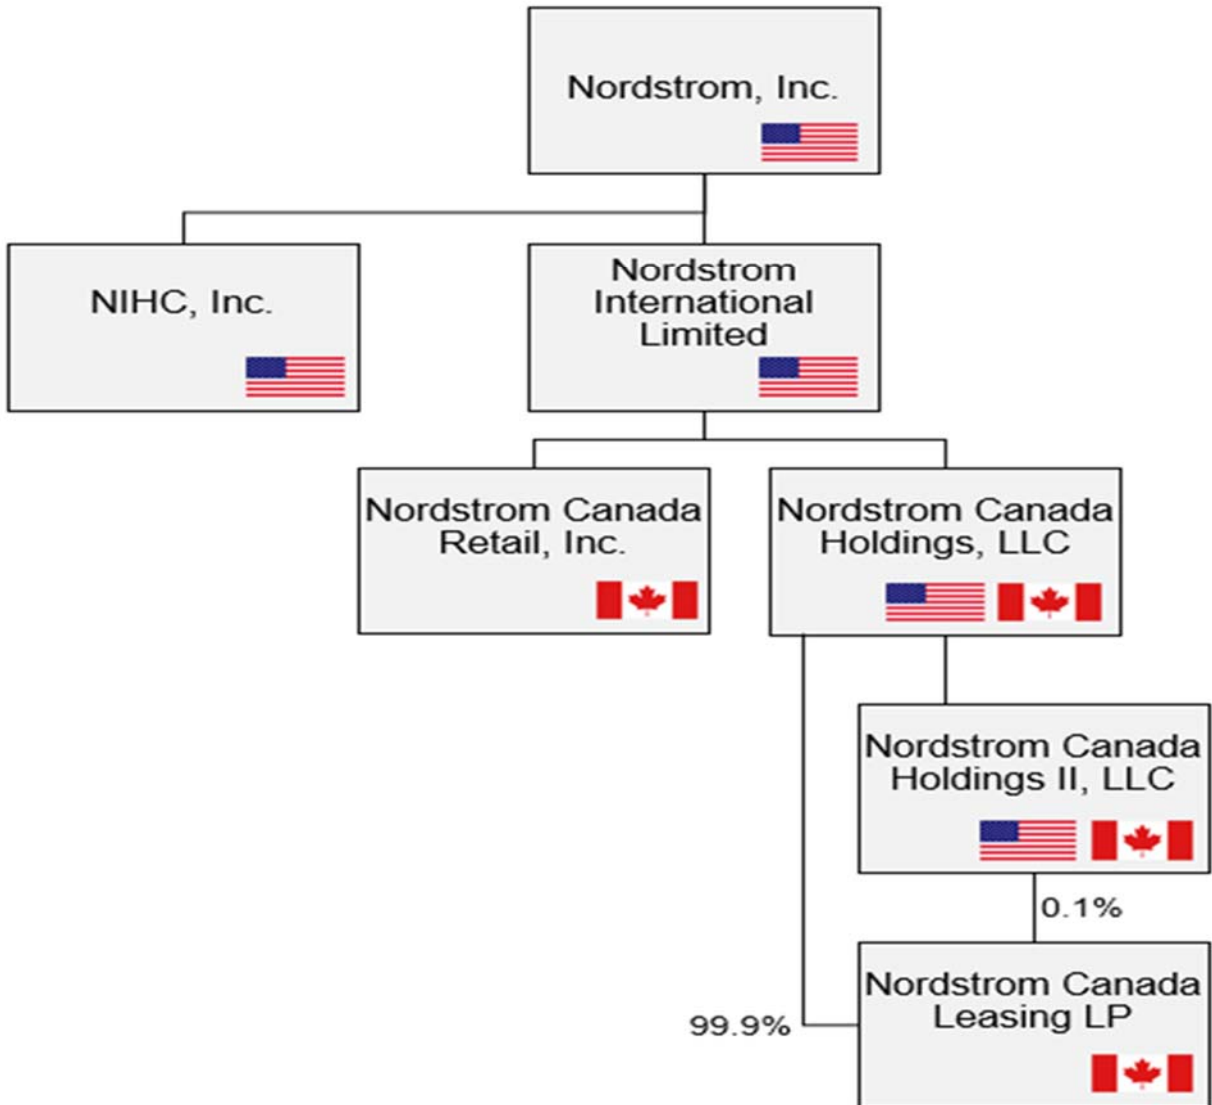 Nordstrom, Inc.
NIHC, Inc.
Nordstrom
International
Limited
Nordstrom Canada
Retail, Inc.
Nordstrom Canada
Holdings, LLC
Nordstrom Canada
Holdings II, LLC
0.1%
Nordstrom Canada
Leasing LP
99.9%